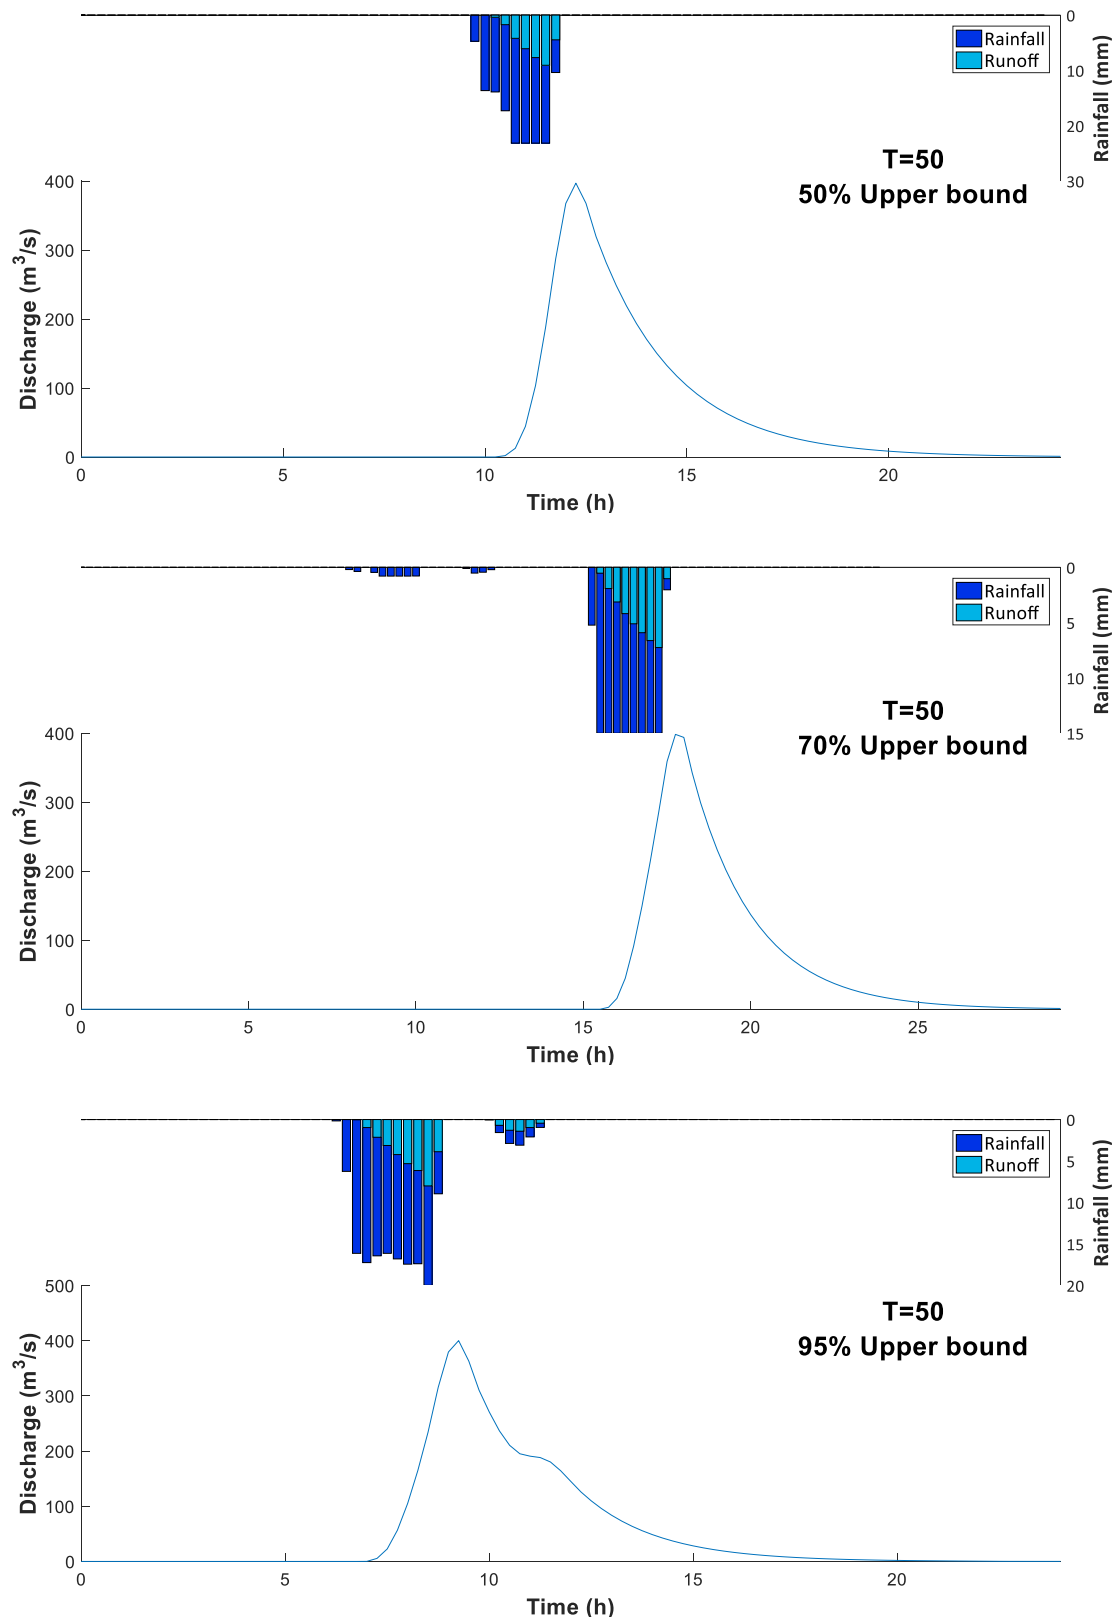 0
10
20
30
Rainfall (mm)
Rainfall
Runoff
T=50
50% Upper bound
400
300
200
100
0
Discharge (m³/s)
0 5 10 15 20
Time (h)
0
5
10
15
Rainfall (mm)
Rainfall
Runoff
T=50
70% Upper bound
400
300
200
100
0
Discharge (m³/s)
0 5 10 15 20 25
Time (h)
0
5
10
15
20
Rainfall (mm)
Rainfall
Runoff
T=50
95% Upper bound
500
400
300
200
100
0
Discharge (m³/s)
0 5 10 15 20
Time (h)